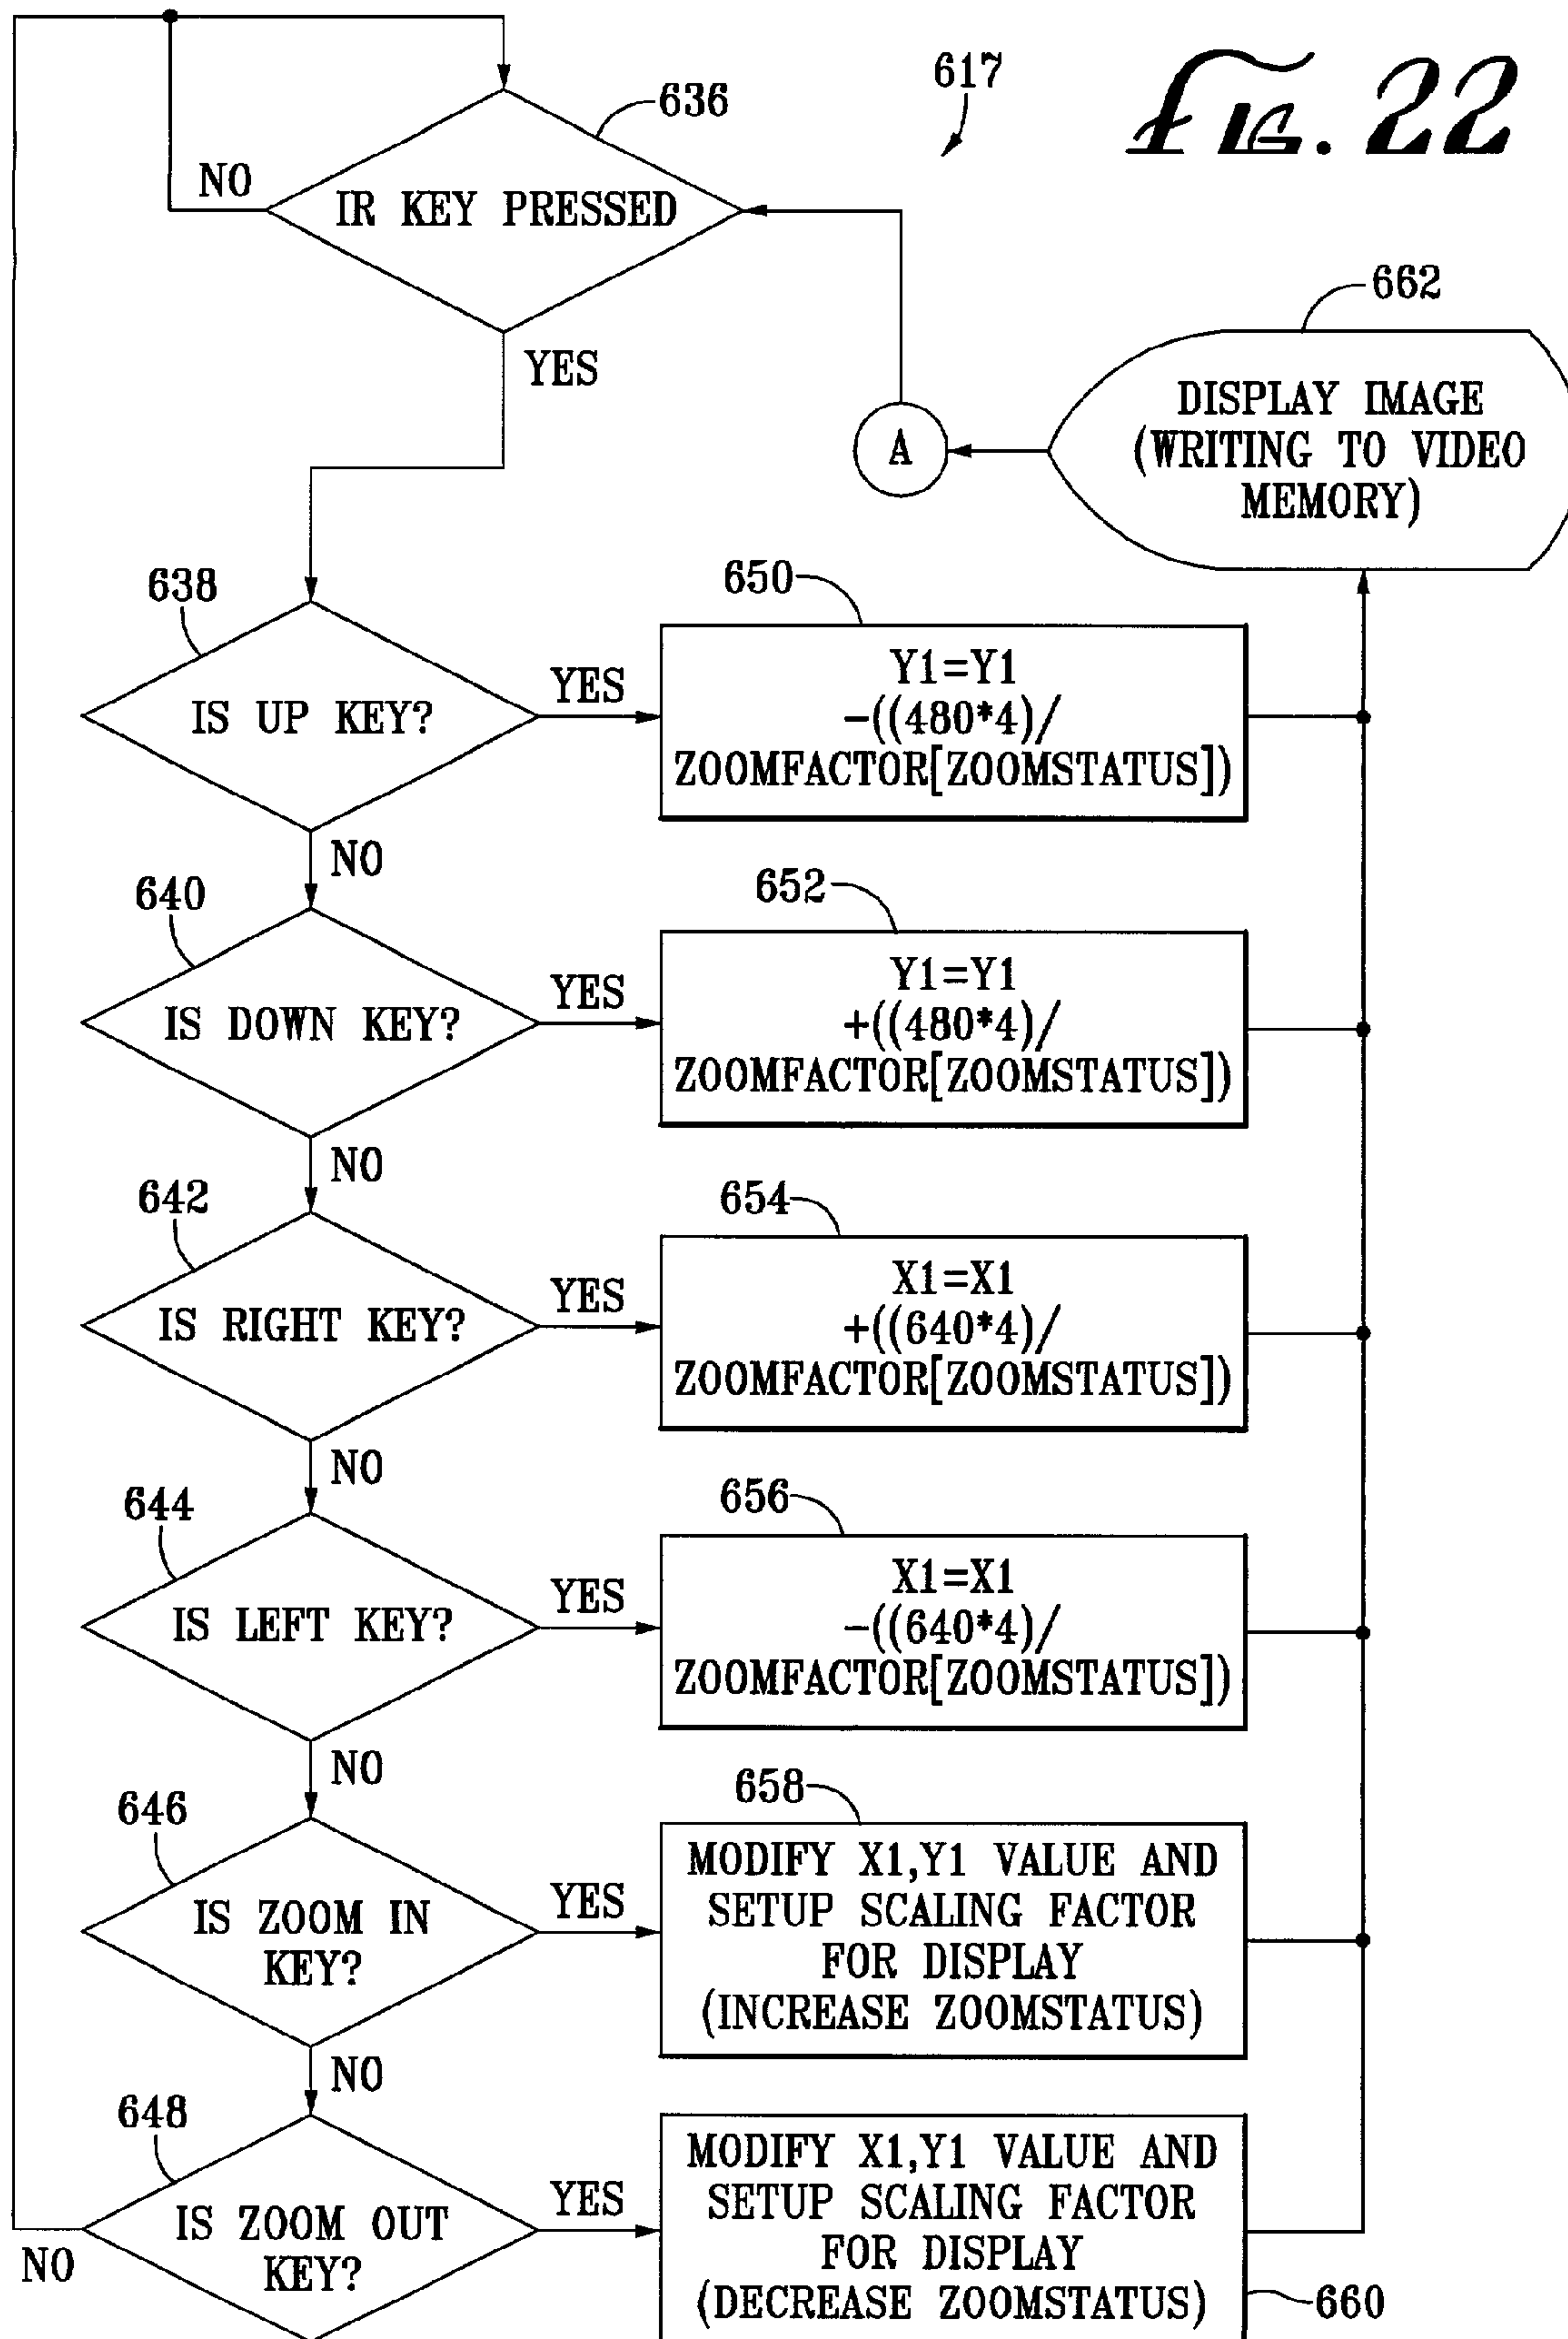 617
FIG. 22
636
NO
IR KEY PRESSED
YES
662
DISPLAY IMAGE
(WRITING TO VIDEO
MEMORY)
A
638
IS UP KEY?
YES
650
Y1=Y1
-((480*4)/
ZOOMFACTOR[ZOOMSTATUS])
NO
640
IS DOWN KEY?
YES
652
Y1=Y1
+((480*4)/
ZOOMFACTOR[ZOOMSTATUS])
NO
642
IS RIGHT KEY?
YES
654
X1=X1
+((640*4)/
ZOOMFACTOR[ZOOMSTATUS])
NO
644
IS LEFT KEY?
YES
656
X1=X1
-((640*4)/
ZOOMFACTOR[ZOOMSTATUS])
NO
646
IS ZOOM IN
KEY?
YES
658
MODIFY X1,Y1 VALUE AND
SETUP SCALING FACTOR
FOR DISPLAY
(INCREASE ZOOMSTATUS)
NO
648
IS ZOOM OUT
KEY?
NO
YES
MODIFY X1,Y1 VALUE AND
SETUP SCALING FACTOR
FOR DISPLAY
(DECREASE ZOOMSTATUS)
660